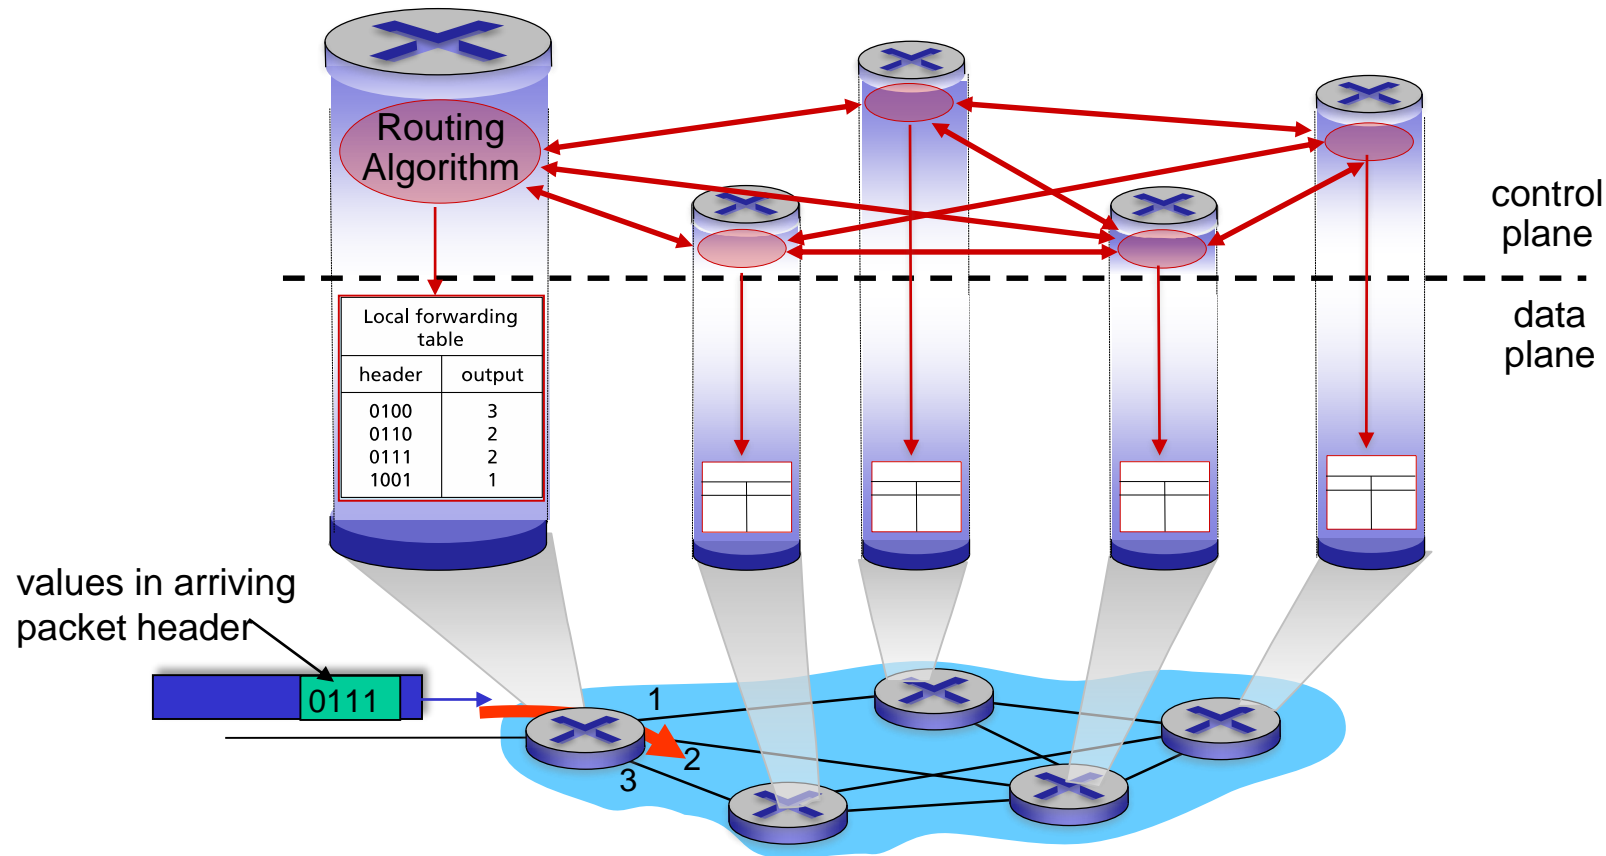 Routing
Algorithm
control
plane
data
plane
Local forwarding
table
header output
0100 3
0110 2
0111 2
1001 1
values in arriving
packet header
0111
1
2
3